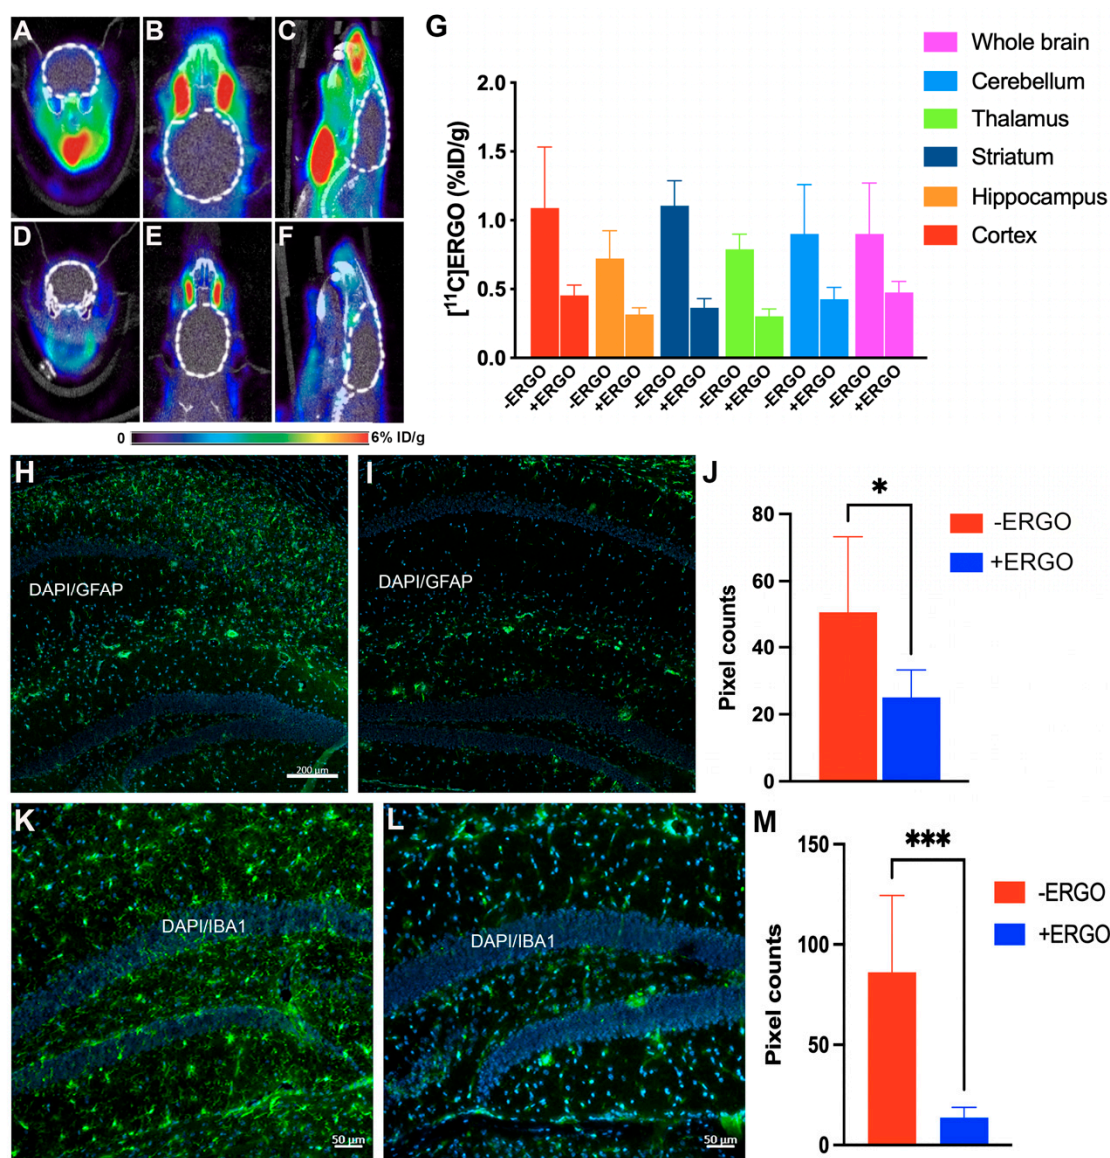 A
B
C
D
E
F
0
6% ID/g
G
[¹¹C]ERGO (%ID/g)
2.0
1.5
1.0
0.5
0.0
-ERGO
+ERGO
-ERGO
+ERGO
-ERGO
+ERGO
-ERGO
+ERGO
-ERGO
+ERGO
-ERGO
+ERGO
Whole brain
Cerebellum
Thalamus
Striatum
Hippocampus
Cortex
H
DAPI/GFAP
200 µm
I
DAPI/GFAP
J
Pixel counts
80
60
40
20
0
*
-ERGO
+ERGO
K
DAPI/IBA1
50 µm
L
DAPI/IBA1
50 µm
M
Pixel counts
150
100
50
0
***
-ERGO
+ERGO